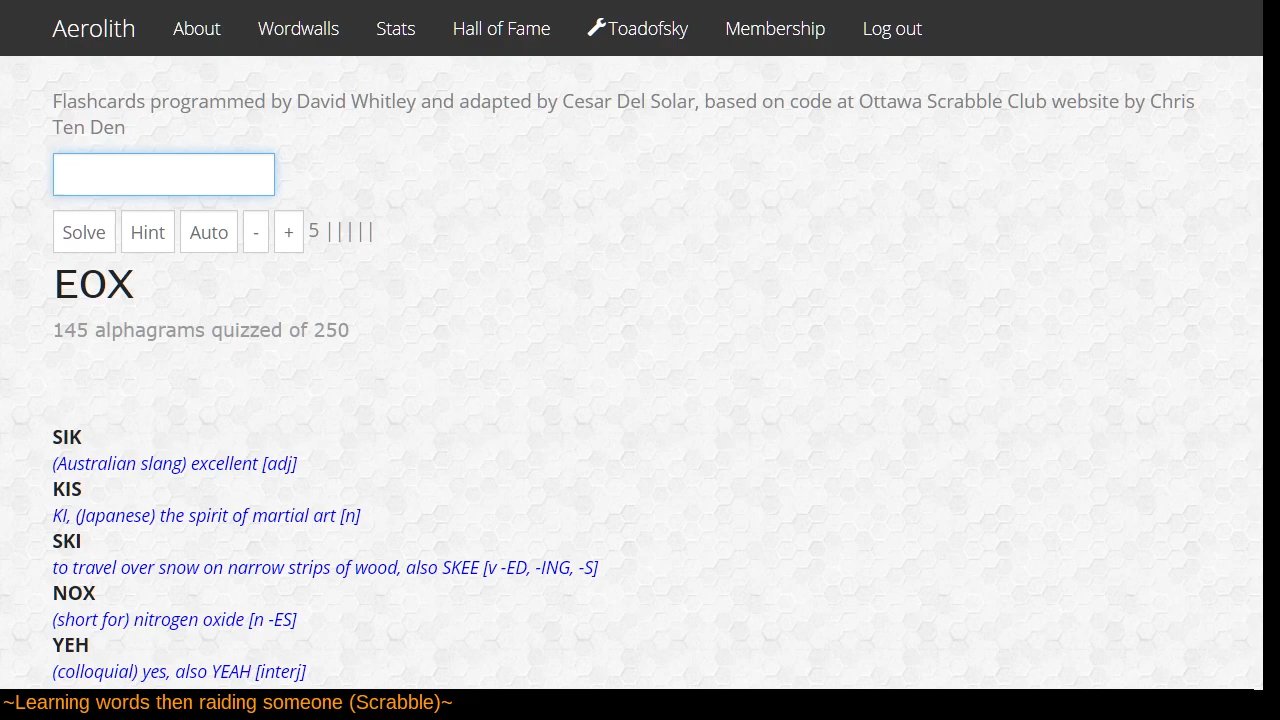 Aerolith About Wordwalls Stats Hall of Fame Toadofsky Membership Log out
Flashcards programmed by David Whitley and adapted by Cesar Del Solar, based on code at Ottawa Scrabble Club website by Chris
Ten Den
Solve Hint Auto - + 5 |||||
EOX
145 alphagrams quizzed of 250
SIK
(Australian slang) excellent [adj]
KIS
KI, (Japanese) the spirit of martial art [n]
SKI
to travel over snow on narrow strips of wood, also SKEE [v -ED, -ING, -S]
NOX
(short for) nitrogen oxide [n -ES]
YEH
(colloquial) yes, also YEAH [interj]
~Learning words then raiding someone (Scrabble)~